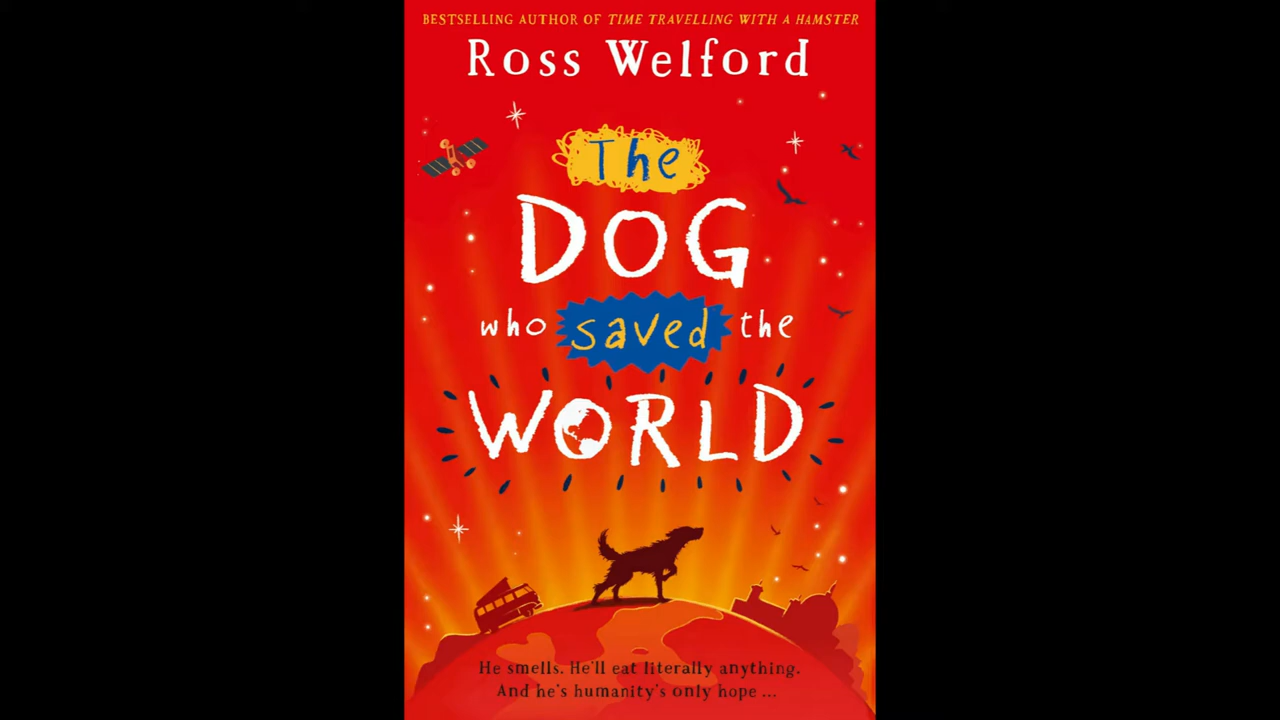 BESTSELLING AUTHOR OF TIME TRAVELLING WITH A HAMSTER
ROSS WELFORD
The
DOG
who saved the
WORLD
He smells. He'll eat literally anything.
And he's humanity's only hope ...